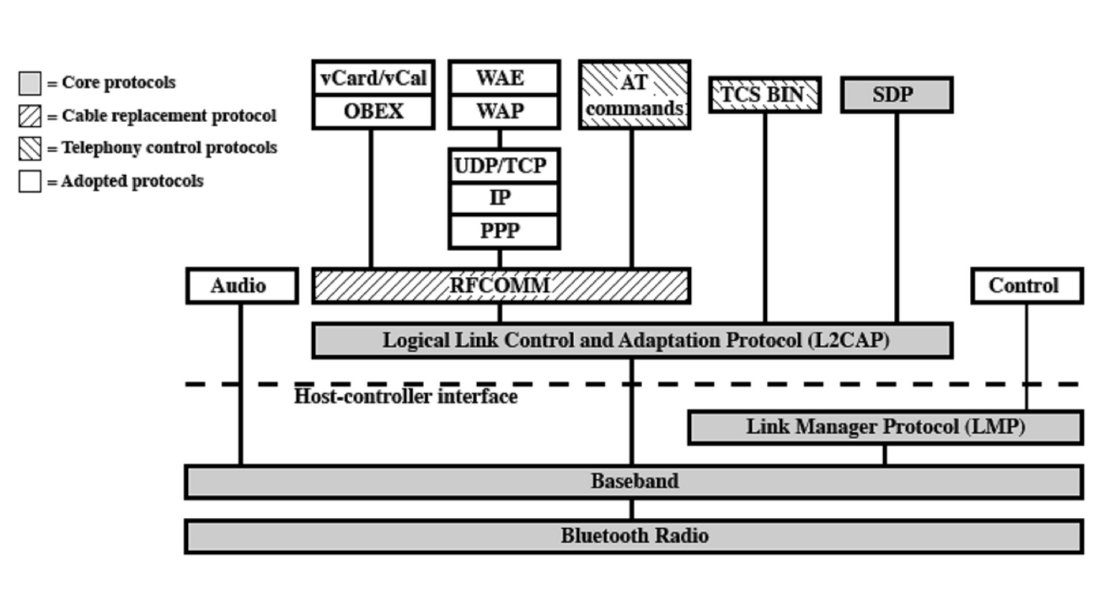 = Core protocols
= Cable replacement protocol
= Telephony control protocols
= Adopted protocols
vCard/vCal
OBEX
WAE
WAP
UDP/TCP
IP
PPP
AT
commands
TCS BIN
SDP
Audio
RFCOMM
Control
Logical Link Control and Adaptation Protocol (L2CAP)
Host-controller interface
Link Manager Protocol (LMP)
Baseband
Bluetooth Radio